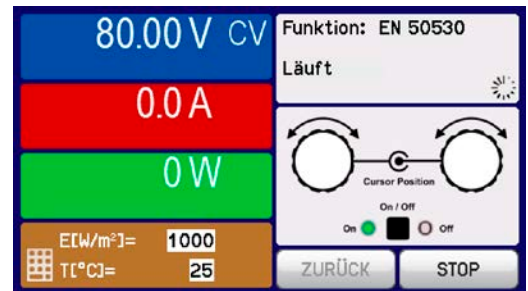 80.00 V CV
0.0 A
0 W
E[W/m²]= 1000
T[°C]= 25
Funktion: EN 50530
Läuft
Cursor Position
On / Off
On Off
ZURÜCK STOP